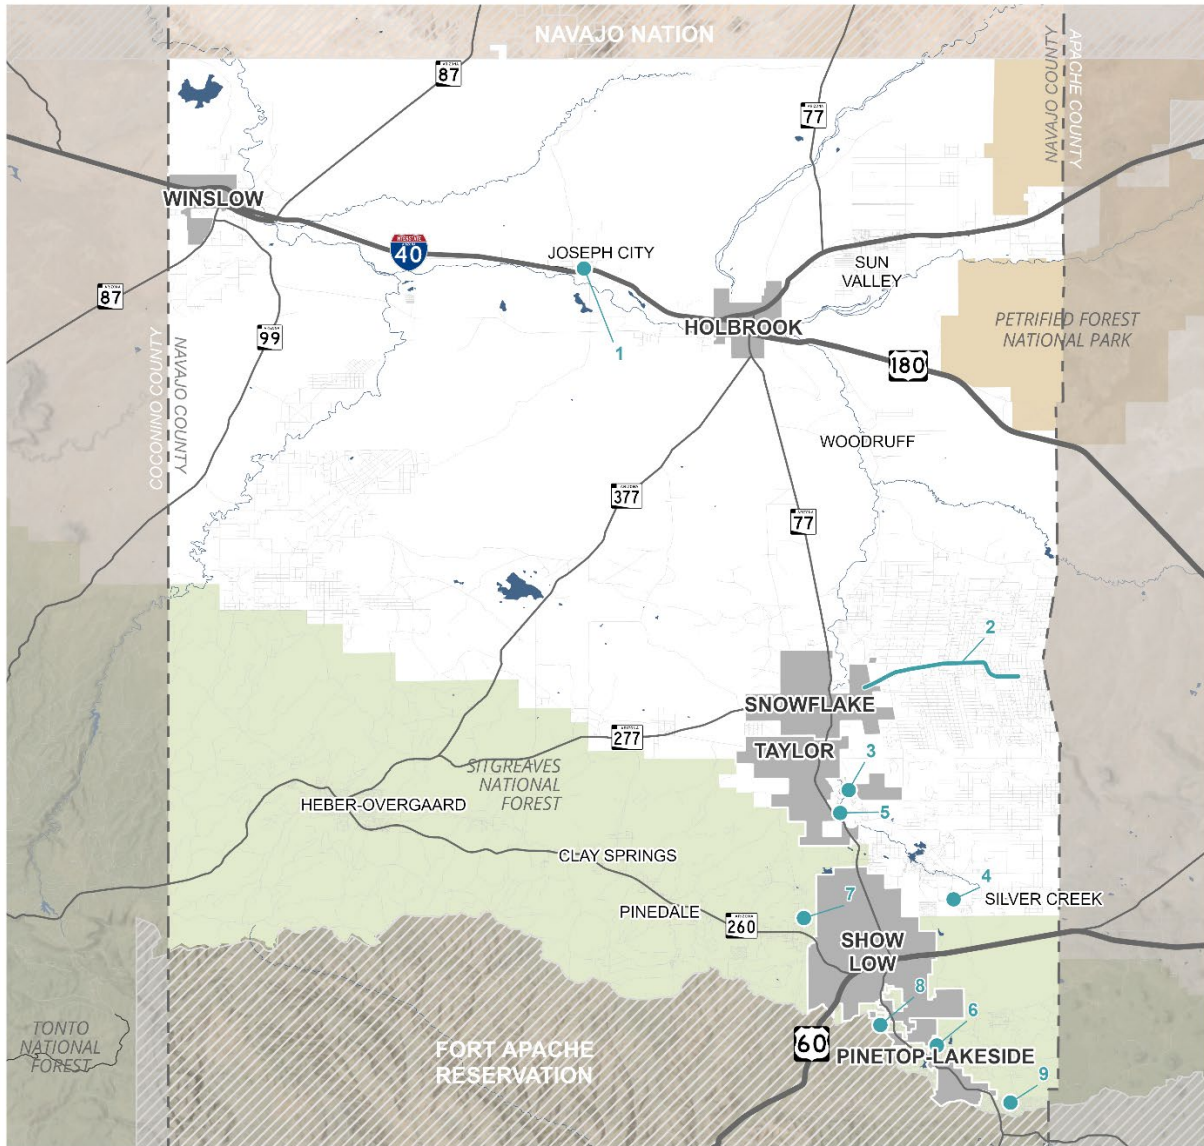 NAVAJO NATION
87
77
NAVAJO COUNTY
APACHE COUNTY
WINSLOW
INTERSTATE
40
JOSEPH CITY
SUN
VALLEY
87
99
HOLBROOK
PETRIFIED FOREST
NATIONAL PARK
1
180
COCONINO COUNTY
NAVAJO COUNTY
WOODRUFF
377
77
2
SNOWFLAKE
277
TAYLOR
SITGREAVES
NATIONAL
FOREST
3
HEBER-OVERGAARD
5
CLAY SPRINGS
4
SILVER CREEK
PINEDALE
7
ARIZONA
260
SHOW
LOW
8
6
TONTO
NATIONAL
FOREST
FORT APACHE
RESERVATION
60
PINETOP-LAKESIDE
9